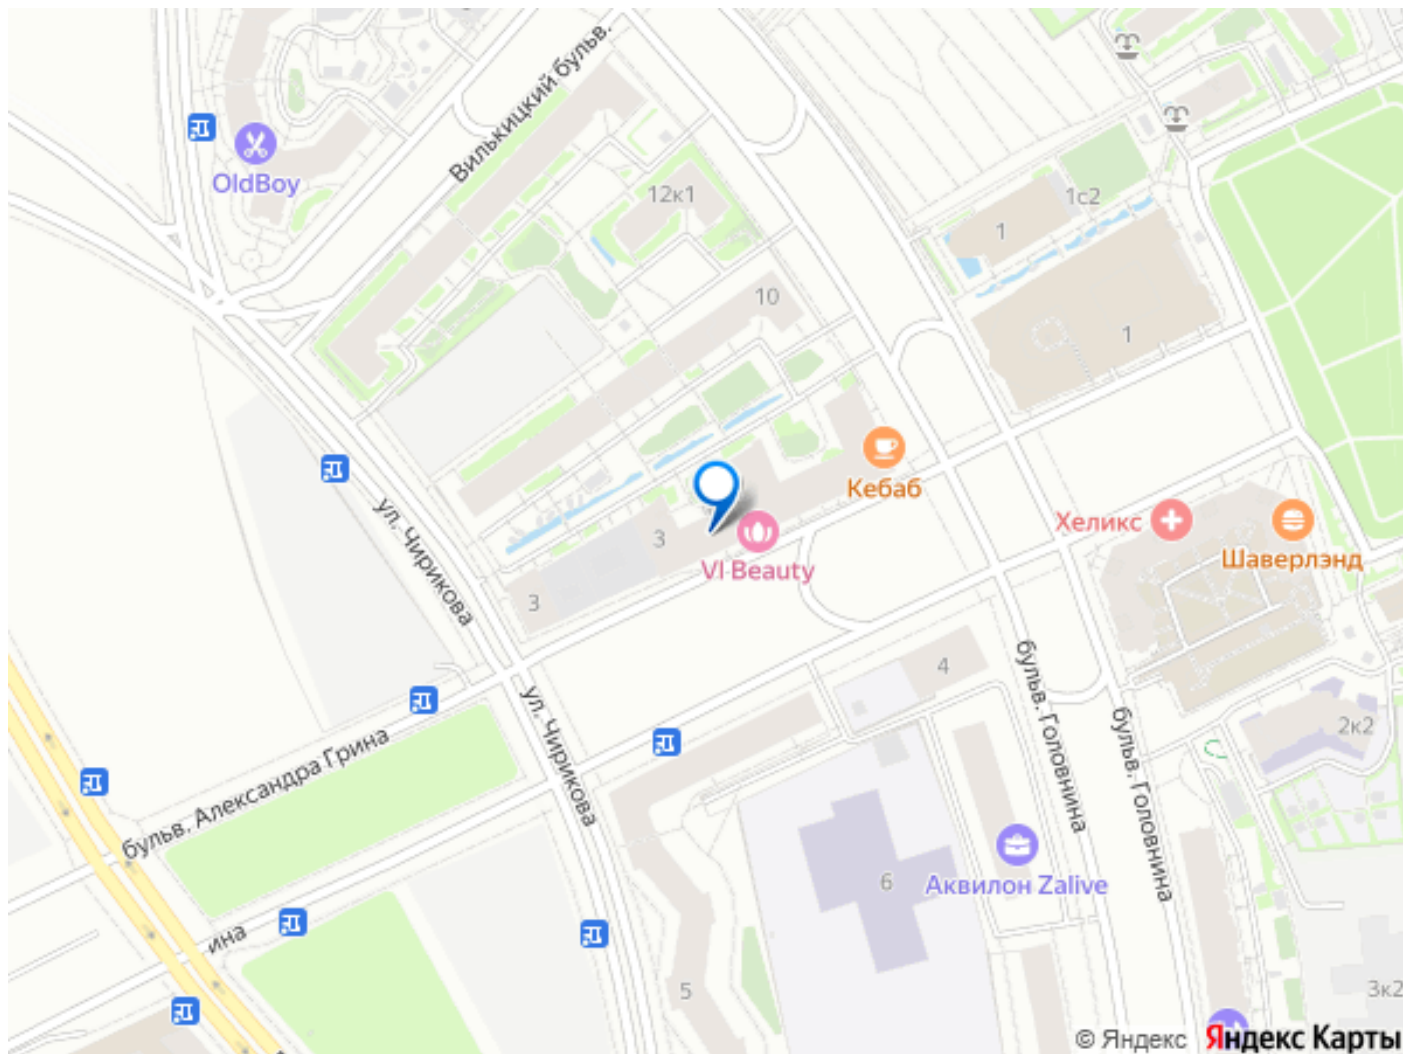 Вилькицкий бульв.
OldBoy
12к1
1с2
1
10
1
Кебаб
Хеликс
Шаверлэнд
3
VI Beauty
3
ул. Чирикова
4
бульв. Головнина
ул. Чирикова
2к2
бульв. Головнина
бульв. Александра Грина
6
Аквилон Zalive
ина
5
3к2
© Яндекс Яндекс Карты